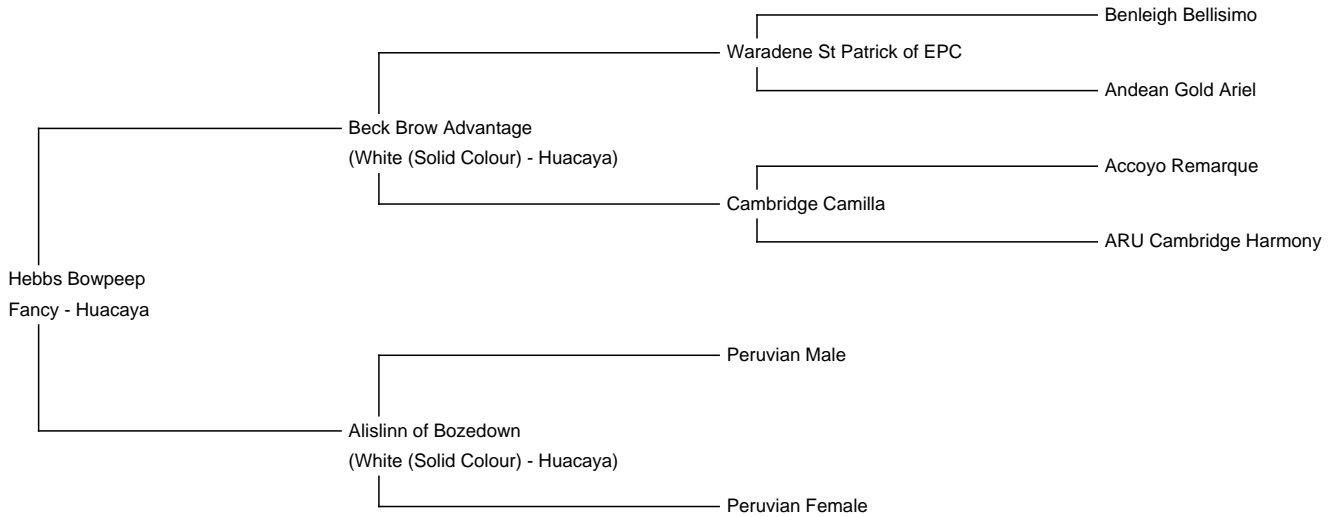 Benleigh Bellisimo
Waradene St Patrick of EPC
Andean Gold Ariel
Beck Brow Advantage
(White (Solid Colour) - Huacaya)
Accoyo Remarque
Cambridge Camilla
ARU Cambridge Harmony
Hebbs Bowpeep
Fancy - Huacaya
Peruvian Male
Alislinn of Bozedown
(White (Solid Colour) - Huacaya)
Peruvian Female